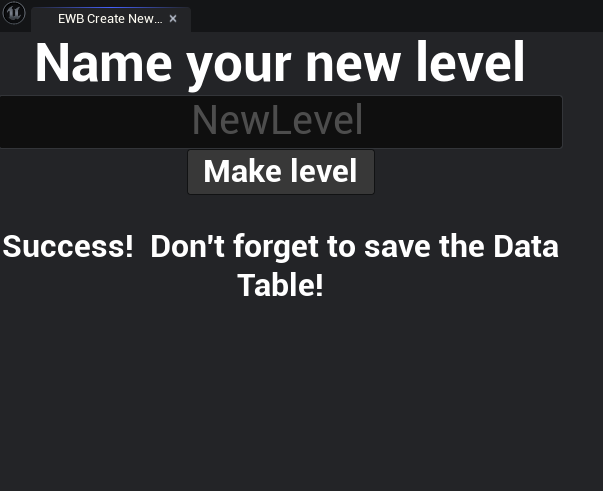 EWB Create New...
Name your new level
NewLevel
Make level
Success!  Don't forget to save the Data
Table!